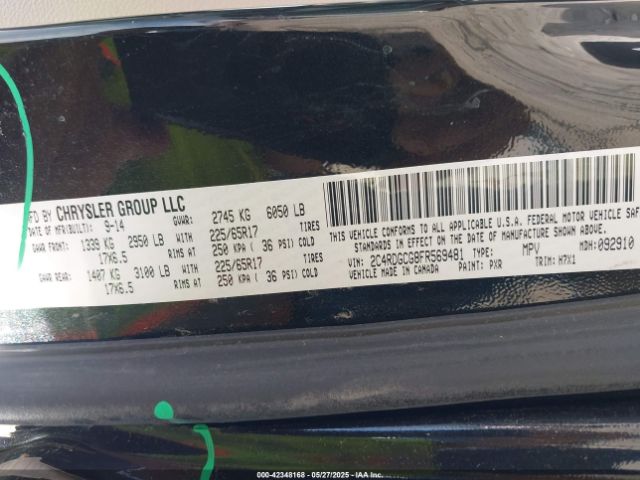 MFD BY CHRYSLER GROUP LLC
DATE OF MFR(BUILT): 9-14 GVWR: 2745 KG 6050 LB
GAWR FRONT: 1339 KG 2950 LB WITH 225/65R17 TIRES
17X6.5 RIMS AT 250 KPA ( 36 PSI) COLD
GAWR REAR: 1407 KG 3100 LB WITH 225/65R17 TIRES
17X6.5 RIMS AT 250 KPA ( 36 PSI) COLD
THIS VEHICLE CONFORMS TO ALL APPLICABLE U.S.A. FEDERAL MOTOR VEHICLE SAF
STANDARDS IN EFFECT ON THE DATE OF MANUFACTURE SHOWN ABOVE. MDH:092910
VIN: 2C4RDGCG8FR569481 TYPE: MPV
VEHICLE MADE IN CANADA PAINT: PXR TRIM: H7X1
000-42348168 - 05/27/2025 - IAA Inc.